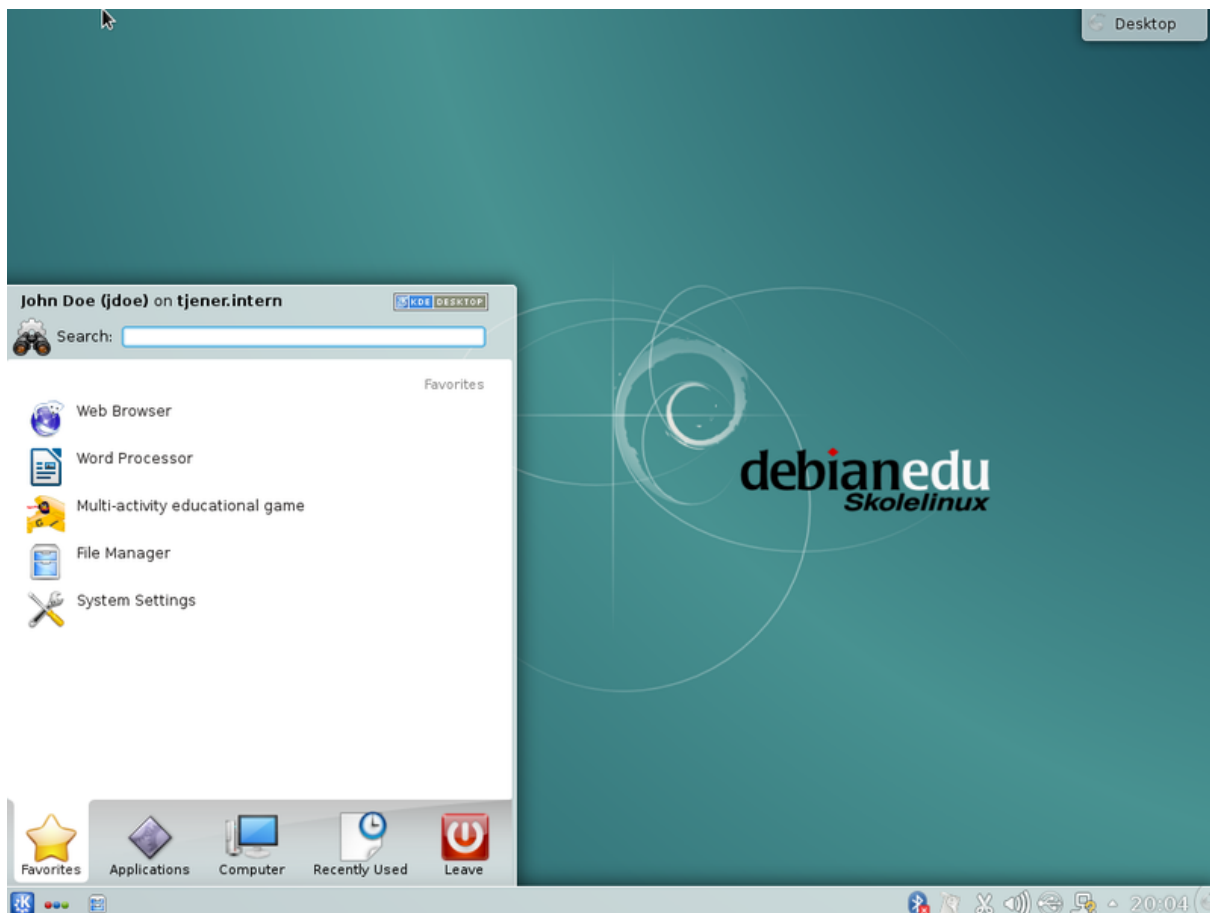 Desktop
John Doe (jdoe) on tjener.intern
KDE DESKTOP
Search:
Favorites
Web Browser
Word Processor
Multi-activity educational game
File Manager
System Settings
debianedu
Skolelinux
Favorites
Applications
Computer
Recently Used
Leave
20:04